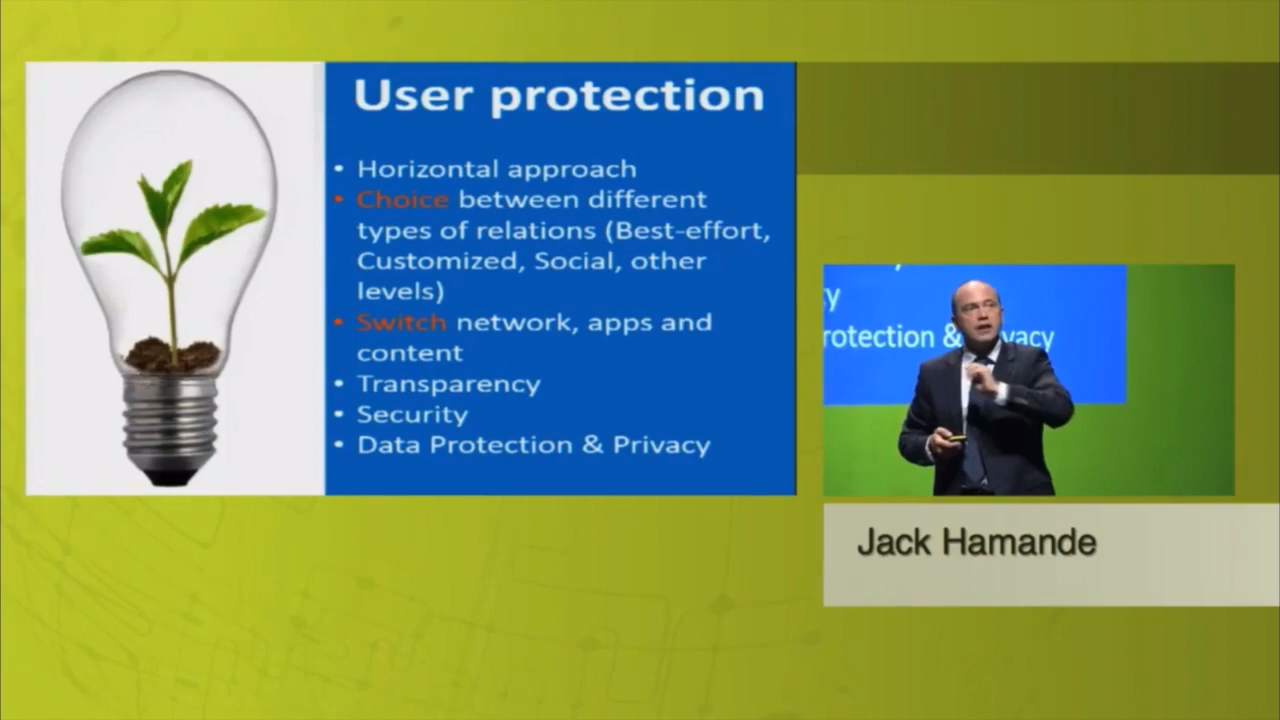 User protection
• Horizontal approach
• Choice between different
types of relations (Best-effort,
Customized, Social, other
levels)
• Switch network, apps and
content
• Transparency
• Security
• Data Protection & Privacy
y
rotection & vacy
Jack Hamande